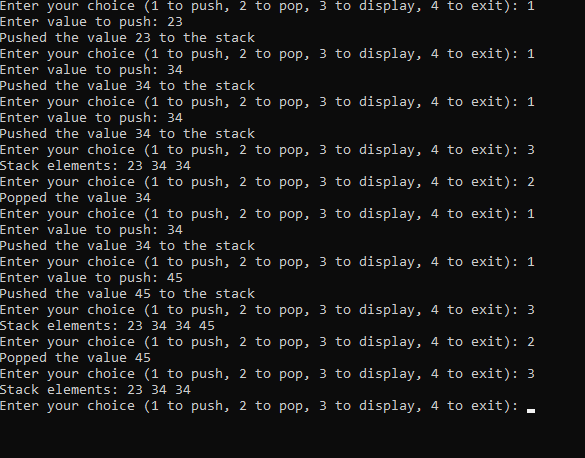 Enter your choice (1 to push, 2 to pop, 3 to display, 4 to exit): 1
Enter value to push: 23
Pushed the value 23 to the stack
Enter your choice (1 to push, 2 to pop, 3 to display, 4 to exit): 1
Enter value to push: 34
Pushed the value 34 to the stack
Enter your choice (1 to push, 2 to pop, 3 to display, 4 to exit): 1
Enter value to push: 34
Pushed the value 34 to the stack
Enter your choice (1 to push, 2 to pop, 3 to display, 4 to exit): 3
Stack elements: 23 34 34
Enter your choice (1 to push, 2 to pop, 3 to display, 4 to exit): 2
Popped the value 34
Enter your choice (1 to push, 2 to pop, 3 to display, 4 to exit): 1
Enter value to push: 34
Pushed the value 34 to the stack
Enter your choice (1 to push, 2 to pop, 3 to display, 4 to exit): 1
Enter value to push: 45
Pushed the value 45 to the stack
Enter your choice (1 to push, 2 to pop, 3 to display, 4 to exit): 3
Stack elements: 23 34 34 45
Enter your choice (1 to push, 2 to pop, 3 to display, 4 to exit): 2
Popped the value 45
Enter your choice (1 to push, 2 to pop, 3 to display, 4 to exit): 3
Stack elements: 23 34 34
Enter your choice (1 to push, 2 to pop, 3 to display, 4 to exit):